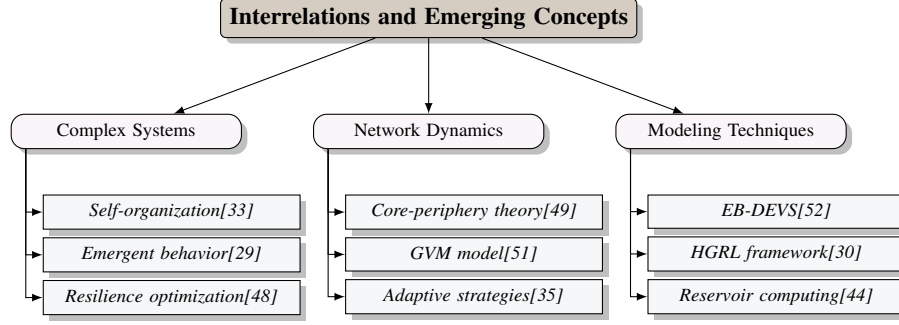 Interrelations and Emerging Concepts
Complex Systems
Self-organization[33]
Emergent behavior[29]
Resilience optimization[48]
Network Dynamics
Core-periphery theory[49]
GVM model[51]
Adaptive strategies[35]
Modeling Techniques
EB-DEVS[52]
HGRL framework[30]
Reservoir computing[44]